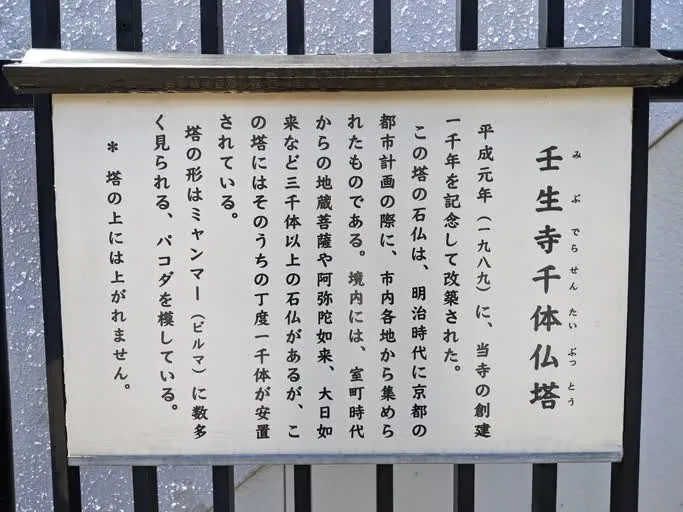 壬生寺千体仏塔
みぶでらせんたいぶっとう
平成元年（一九八九）に、当寺の創建
一千年を記念して改築された。
この塔の石仏は、明治時代に京都の
都市計画の際に、市内各地から集めら
れたものである。境内には、室町時代
からの地蔵菩薩や阿弥陀如来、大日如
来など三千体以上の石仏があるが、こ
の塔にはそのうちの丁度一千体が安置
されている。
塔の形はミャンマー（ビルマ）に数多
く見られる、パコダを模している。
＊ 塔の上には上がれません。